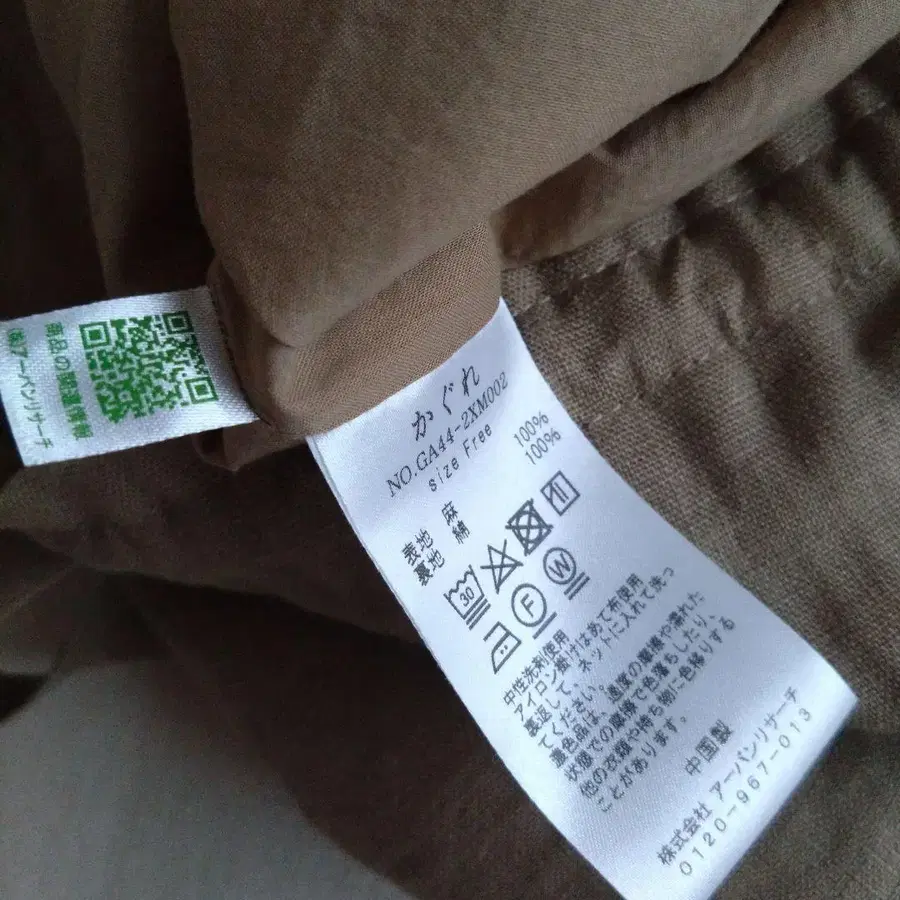 商品の関連情報
㈱アーバンリサーチ
かぐれ
NO.GA44-2XM002
size Free
表地 麻 100%
裏地 綿 100%
30
F W
中性洗剤使用
アイロン掛けはあて布使用
裏返して、ネットに入れて洗っ
てください。
濃色品は、過度の摩擦や濡れた
状態での摩擦で色落ちしたり、
他の衣類や持ち物に色移りする
ことがあります。
中国製
株式会社 アーバンリサーチ
0120-967-013